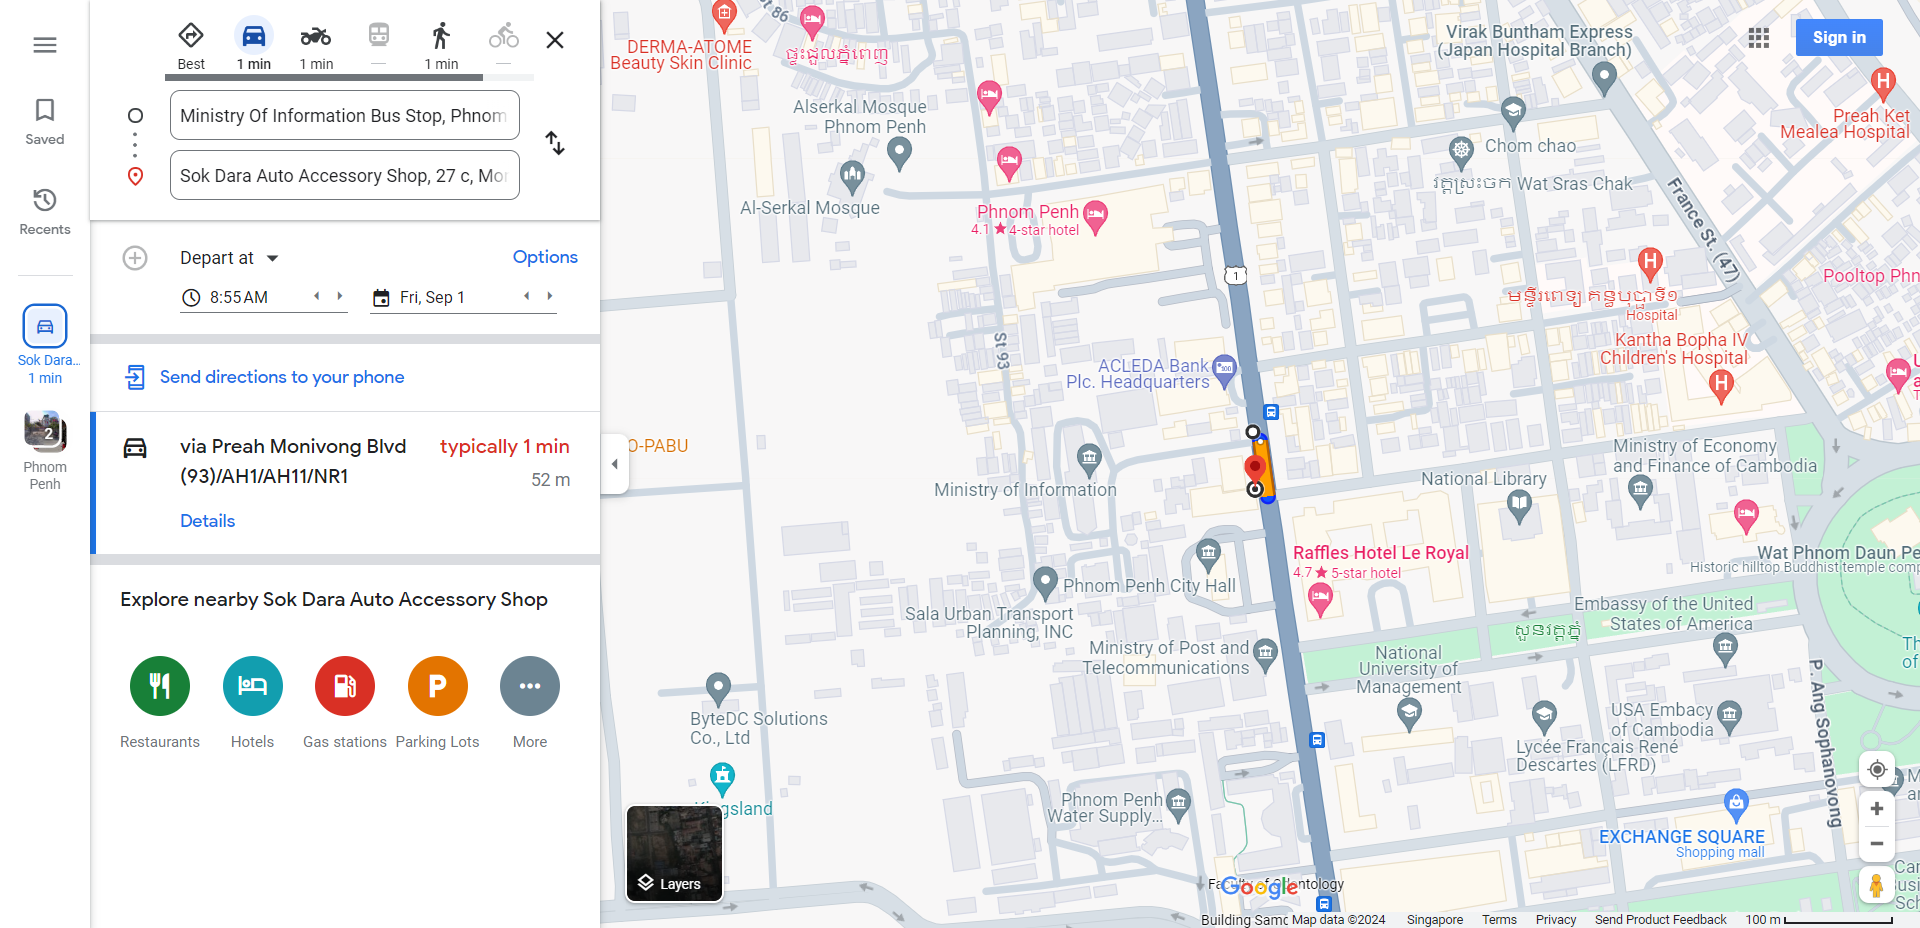 Best
1 min
1 min
—
1 min
—
Ministry Of Information Bus Stop, Phnom
Sok Dara Auto Accessory Shop, 27 c, Mo
Saved
Recents
Sok Dara...
1 min
2
Phnom
Penh
Depart at
Options
8:55 AM
Fri, Sep 1
Send directions to your phone
via Preah Monivong Blvd
(93)/AH1/AH11/NR1
typically 1 min
52 m
Details
Explore nearby Sok Dara Auto Accessory Shop
Restaurants
Hotels
Gas stations
Parking Lots
More
P
Layers
St 86
DERMA-ATOME
Beauty Skin Clinic
ផ្ទះជួលភ្នំពេញ
Alserkal Mosque
Phnom Penh
Al-Serkal Mosque
Phnom Penh
4.1 ★ 4-star hotel
Virak Buntham Express
(Japan Hospital Branch)
Sign in
Preah Ket
Mealea Hospital
Chom chao
វត្តស្រះចក Wat Sras Chak
France St. (47)
1
Pooltop Phn
មន្ទីរពេទ្យ គន្ធបុប្ផាទី១
Hospital
Kantha Bopha IV
Children's Hospital
St 93
ACLEDA Bank
Plc. Headquarters
O-PABU
Ministry of Information
Ministry of Economy
and Finance of Cambodia
National Library
Raffles Hotel Le Royal
4.7 ★ 5-star hotel
Wat Phnom Daun Pe
Historic hilltop Buddhist temple comp
Phnom Penh City Hall
Sala Urban Transport
Planning, INC
Embassy of the United
States of America
សួនវត្តភ្នំ
Ministry of Post and
Telecommunications
National
University of
Management
P. Ang Sophanovong
ByteDC Solutions
Co., Ltd
USA Embacy
of Cambodia
Lycée Français René
Descartes (LFRD)
Kingsland
Phnom Penh
Water Supply...
EXCHANGE SQUARE
Shopping mall
Google
Map data ©2024
Singapore
Terms
Privacy
Send Product Feedback
100 m